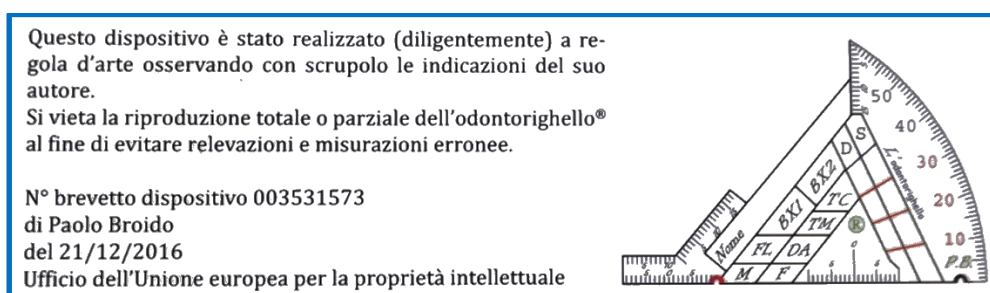 Questo dispositivo è stato realizzato (diligentemente) a re-
gola d'arte osservando con scrupolo le indicazioni del suo
autore.
Si vieta la riproduzione totale o parziale dell'odontorighello®
al fine di evitare relevazioni e misurazioni erronee.
N° brevetto dispositivo 003531573
di Paolo Broido
del 21/12/2016
Ufficio dell'Unione europea per la proprietà intellettuale
50
40
30
20
10
P.B.
L'odontorighello
D S
BX2
BX1 TC
TM
Nome FL DA
M F
®